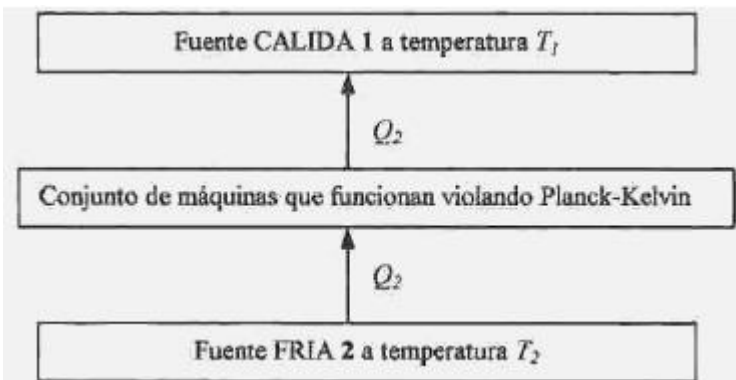 Fuente CALIDA 1 a temperatura T₁
Q₂
Conjunto de máquinas que funcionan violando Planck-Kelvin
Q₂
Fuente FRIA 2 a temperatura T₂